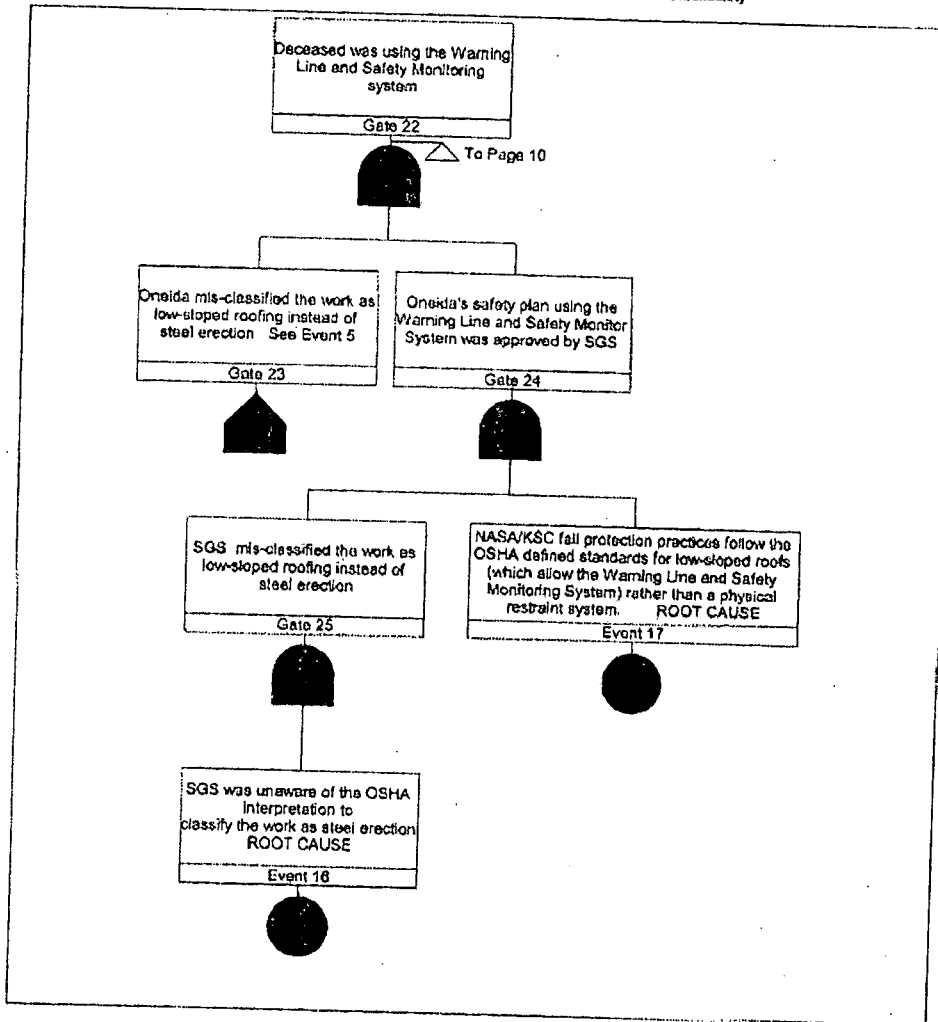 Deceased was using the Warning
Line and Safety Monitoring
system
Gate 22
To Page 10
Oneida mis-classified the work as
low-sloped roofing instead of
steel erection See Event 5
Gate 23
Oneida's safety plan using the
Warning Line and Safety Monitor
System was approved by SGS
Gate 24
SGS mis-classified the work as
low-sloped roofing instead of
steel erection
Gate 25
NASA/KSC fall protection practices follow the
OSHA defined standards for low-sloped roofs
(which allow the Warning Line and Safety
Monitoring System) rather than a physical
restraint system. ROOT CAUSE
Event 17
SGS was unaware of the OSHA
Interpretation to
classify the work as steel erection
ROOT CAUSE
Event 16